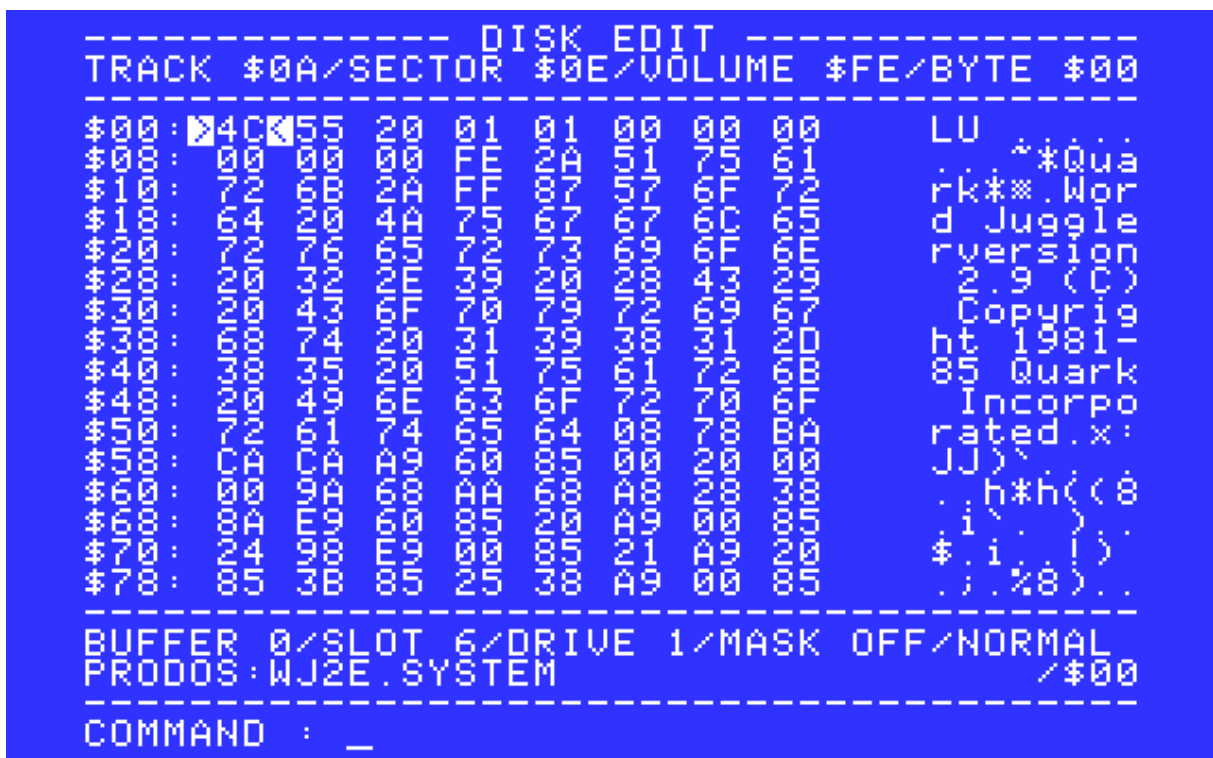 -------------- DISK EDIT ---------------
TRACK $0A/SECTOR $0E/VOLUME $FE/BYTE $00
----------------------------------------
$00:>4C<55 20 01 01 00 00 00 LU .....
$08: 00 00 00 FE 2A 51 75 61 ...~*Qua
$10: 72 6B 2A FF 87 57 6F 72 rk*※.Wor
$18: 64 20 4A 75 67 67 6C 65 d Juggle
$20: 72 76 65 72 73 69 6F 6E rversion
$28: 20 32 2E 39 20 28 43 29 2.9 (C)
$30: 20 43 6F 70 79 72 69 67 Copyrig
$38: 68 74 20 31 39 38 31 2D ht 1981-
$40: 38 35 20 51 75 61 72 6B 85 Quark
$48: 20 49 6E 63 6F 72 70 6F Incorpo
$50: 72 61 74 65 64 08 78 BA rated.x:
$58: CA CA A9 60 85 00 20 00 JJ)`.. .
$60: 00 9A 68 AA 68 A8 28 38 ..h*h((8
$68: 8A E9 60 85 20 A9 00 85 .i`. )..
$70: 24 98 E9 00 85 21 A9 20 $.i..!)
$78: 85 3B 85 25 38 A9 00 85 .;.%8)..
----------------------------------------
BUFFER 0/SLOT 6/DRIVE 1/MASK OFF/NORMAL
PRODOS:WJ2E.SYSTEM /$00
----------------------------------------
COMMAND : _